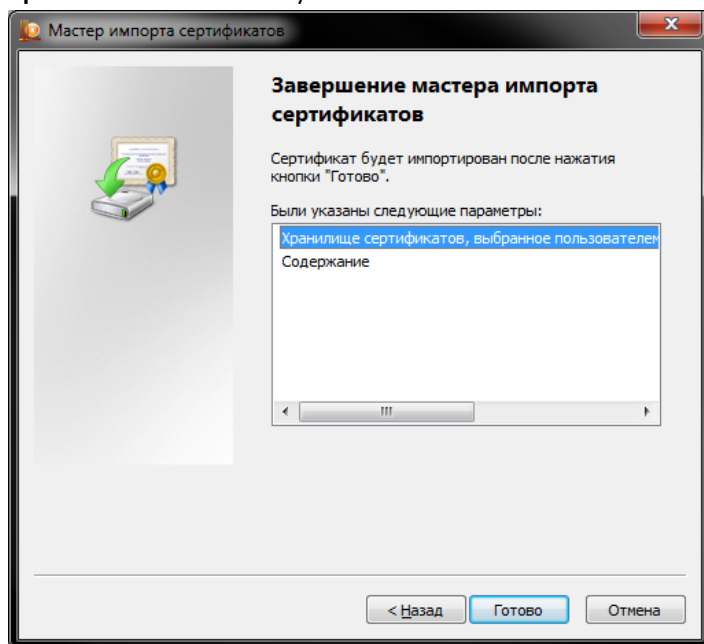 Мастер импорта сертификатов
Завершение мастера импорта
сертификатов
Сертификат будет импортирован после нажатия
кнопки "Готово".
Были указаны следующие параметры:
Хранилище сертификатов, выбранное пользователем
Содержание
< Назад
Готово
Отмена